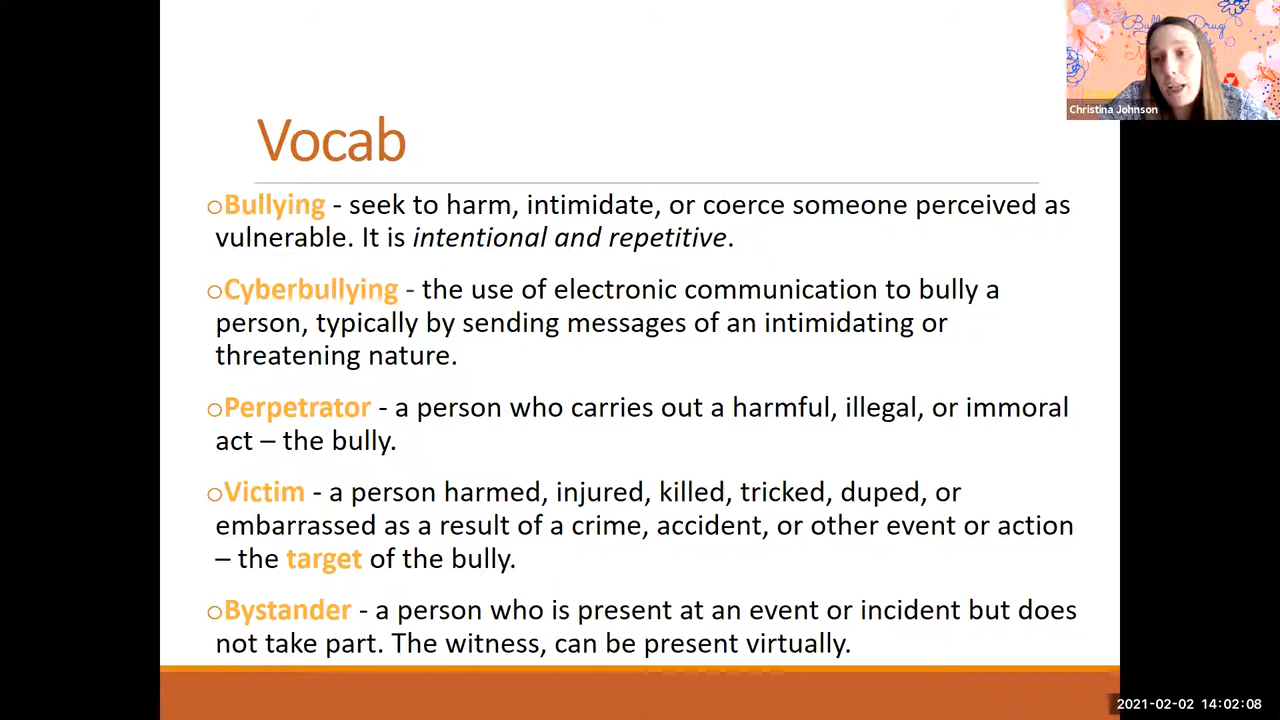 Vocab
oBullying - seek to harm, intimidate, or coerce someone perceived as
vulnerable. It is intentional and repetitive.
oCyberbullying - the use of electronic communication to bully a
person, typically by sending messages of an intimidating or
threatening nature.
oPerpetrator - a person who carries out a harmful, illegal, or immoral
act – the bully.
oVictim - a person harmed, injured, killed, tricked, duped, or
embarrassed as a result of a crime, accident, or other event or action
– the target of the bully.
oBystander - a person who is present at an event or incident but does
not take part. The witness, can be present virtually.
Christina Johnson
2021-02-02 14:02:08